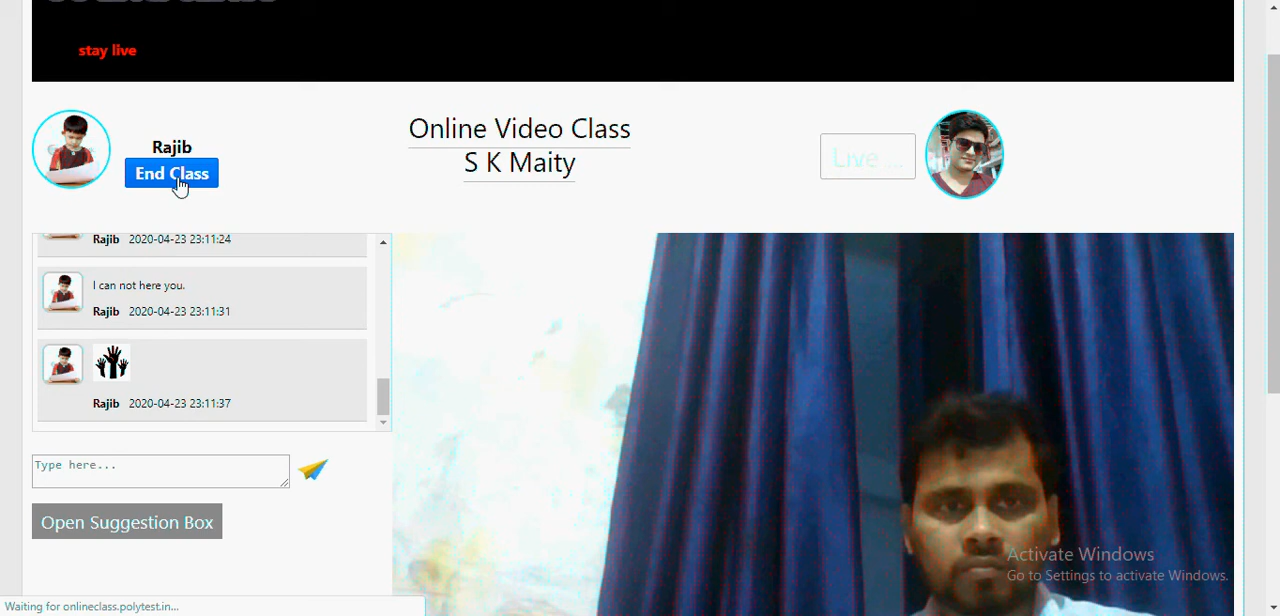 stay live
Rajib
End Class
Online Video Class
S K Maity
Live ...
Rajib 2020-04-23 23:11:24
I can not here you.
Rajib 2020-04-23 23:11:31
Rajib 2020-04-23 23:11:37
Type here...
Open Suggestion Box
Activate Windows
Go to Settings to activate Windows.
Waiting for onlineclass.polytest.in...